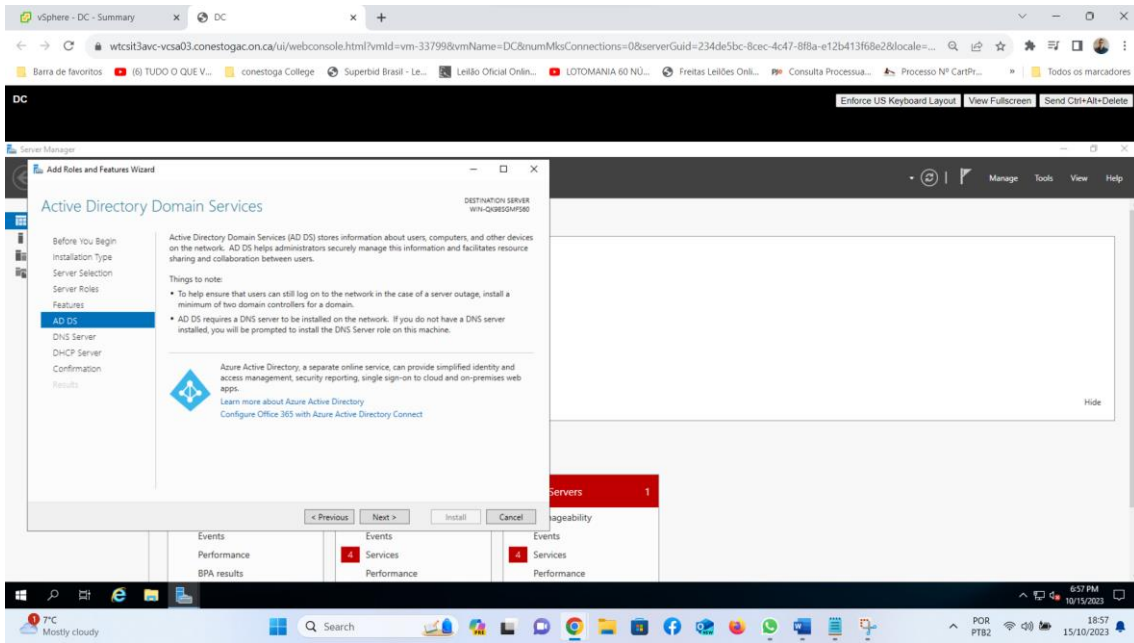 vSphere - DC - Summary
DC
wtcsit3avc-vcsa03.conestogac.on.ca/ui/webconsole.html?vmId=vm-33799&vmName=DC&numMksConnections=0&serverGuid=234de5bc-8cec-4c47-8f8a-e12b413f68e2&locale=...
Barra de favoritos
(6) TUDO O QUE V...
conestoga College
Superbid Brasil - Le...
Leilão Oficial Onlin...
LOTOMANIA 60 NÚ...
Freitas Leilões Onli...
Consulta Processua...
Processo Nº CartPr...
»
Todos os marcadores
DC
Enforce US Keyboard Layout
View Fullscreen
Send Ctrl+Alt+Delete
Server Manager
Manage
Tools
View
Help
Add Roles and Features Wizard
Active Directory Domain Services
DESTINATION SERVER
Before You Begin
Installation Type
Server Selection
Server Roles
Features
AD DS
DNS Server
DHCP Server
Confirmation
Results
Active Directory Domain Services (AD DS) stores information about users, computers, and other devices
on the network. AD DS helps administrators securely manage this information and facilitates resource
sharing and collaboration between users.
Things to note:
• To help ensure that users can still log on to the network in the case of a server outage, install a
minimum of two domain controllers for a domain.
• AD DS requires a DNS server to be installed on the network. If you do not have a DNS server
installed, you will be prompted to install the DNS Server role on this machine.
Azure Active Directory, a separate online service, can provide simplified identity and
access management, security reporting, single sign-on to cloud and on-premises web
apps.
Learn more about Azure Active Directory
Configure Office 365 with Azure Active Directory Connect
< Previous
Next >
Install
Cancel
Hide
Servers 1
nageability
Events
Events
Events
Performance
4 Services
4 Services
BPA results
Performance
Performance
6:57 PM
10/15/2023
1
7°C
Mostly cloudy
Search
POR
PTB2
18:57
15/10/2023